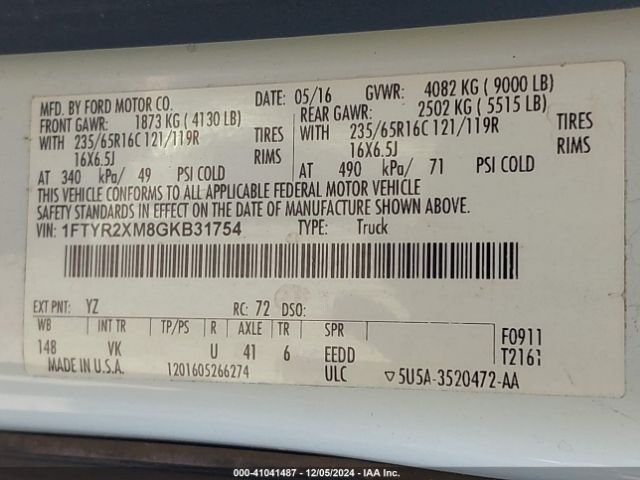 MFD. BY FORD MOTOR CO. DATE: 05/16 GVWR: 4082 KG ( 9000 LB)
FRONT GAWR: 1873 KG ( 4130 LB) REAR GAWR: 2502 KG ( 5515 LB)
WITH 235/65R16C 121/119R TIRES WITH 235/65R16C 121/119R TIRES
16X6.5J RIMS 16X6.5J RIMS
AT 340 kPa/ 49 PSI COLD AT 490 kPa/ 71 PSI COLD
THIS VEHICLE CONFORMS TO ALL APPLICABLE FEDERAL MOTOR VEHICLE
SAFETY STANDARDS IN EFFECT ON THE DATE OF MANUFACTURE SHOWN ABOVE.
VIN: 1FTYR2XM8GKB31754 TYPE: Truck
EXT PNT: YZ RC: 72 DSO:
WB INT TR TP/PS R AXLE TR SPR F0911
148 VK U 41 6 EEDD T2161
MADE IN U.S.A. 1201605266274 ULC ▽5U5A-3520472-AA
000-41041487 - 12/05/2024 - IAA Inc.